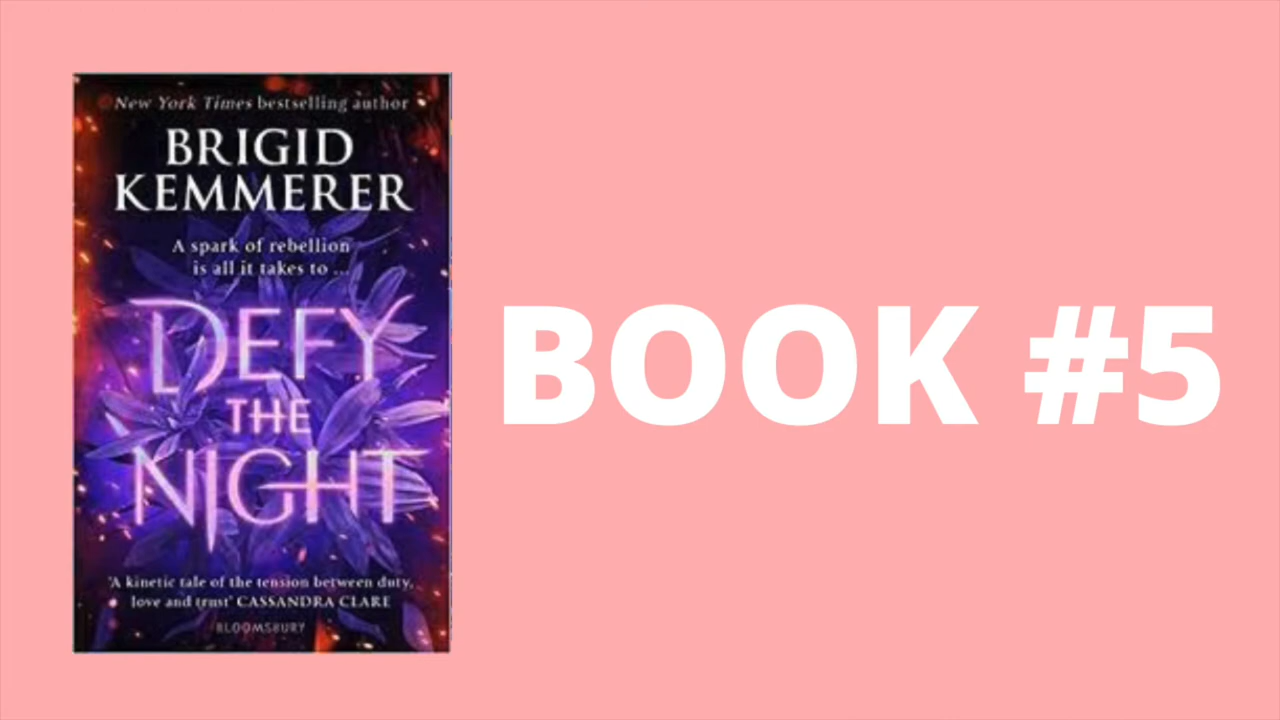 New York Times bestselling author
BRIGID
KEMMERER
A spark of rebellion
is all it takes to ...
DEFY
THE
NIGHT
'A kinetic tale of the tension between duty,
love and trust' CASSANDRA CLARE
BLOOMSBURY
BOOK #5